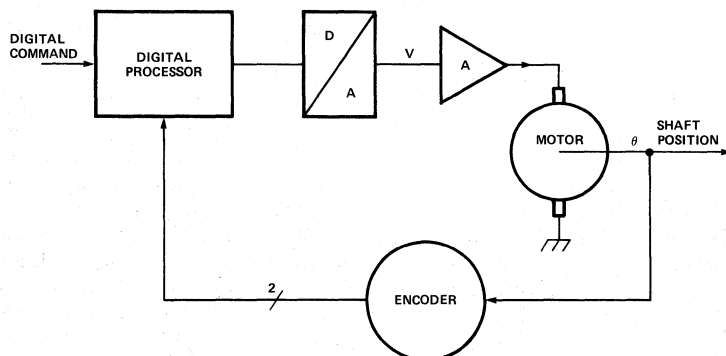 DIGITAL
COMMAND
DIGITAL
PROCESSOR
D
A
V
A
MOTOR
θ
SHAFT
POSITION
2
ENCODER